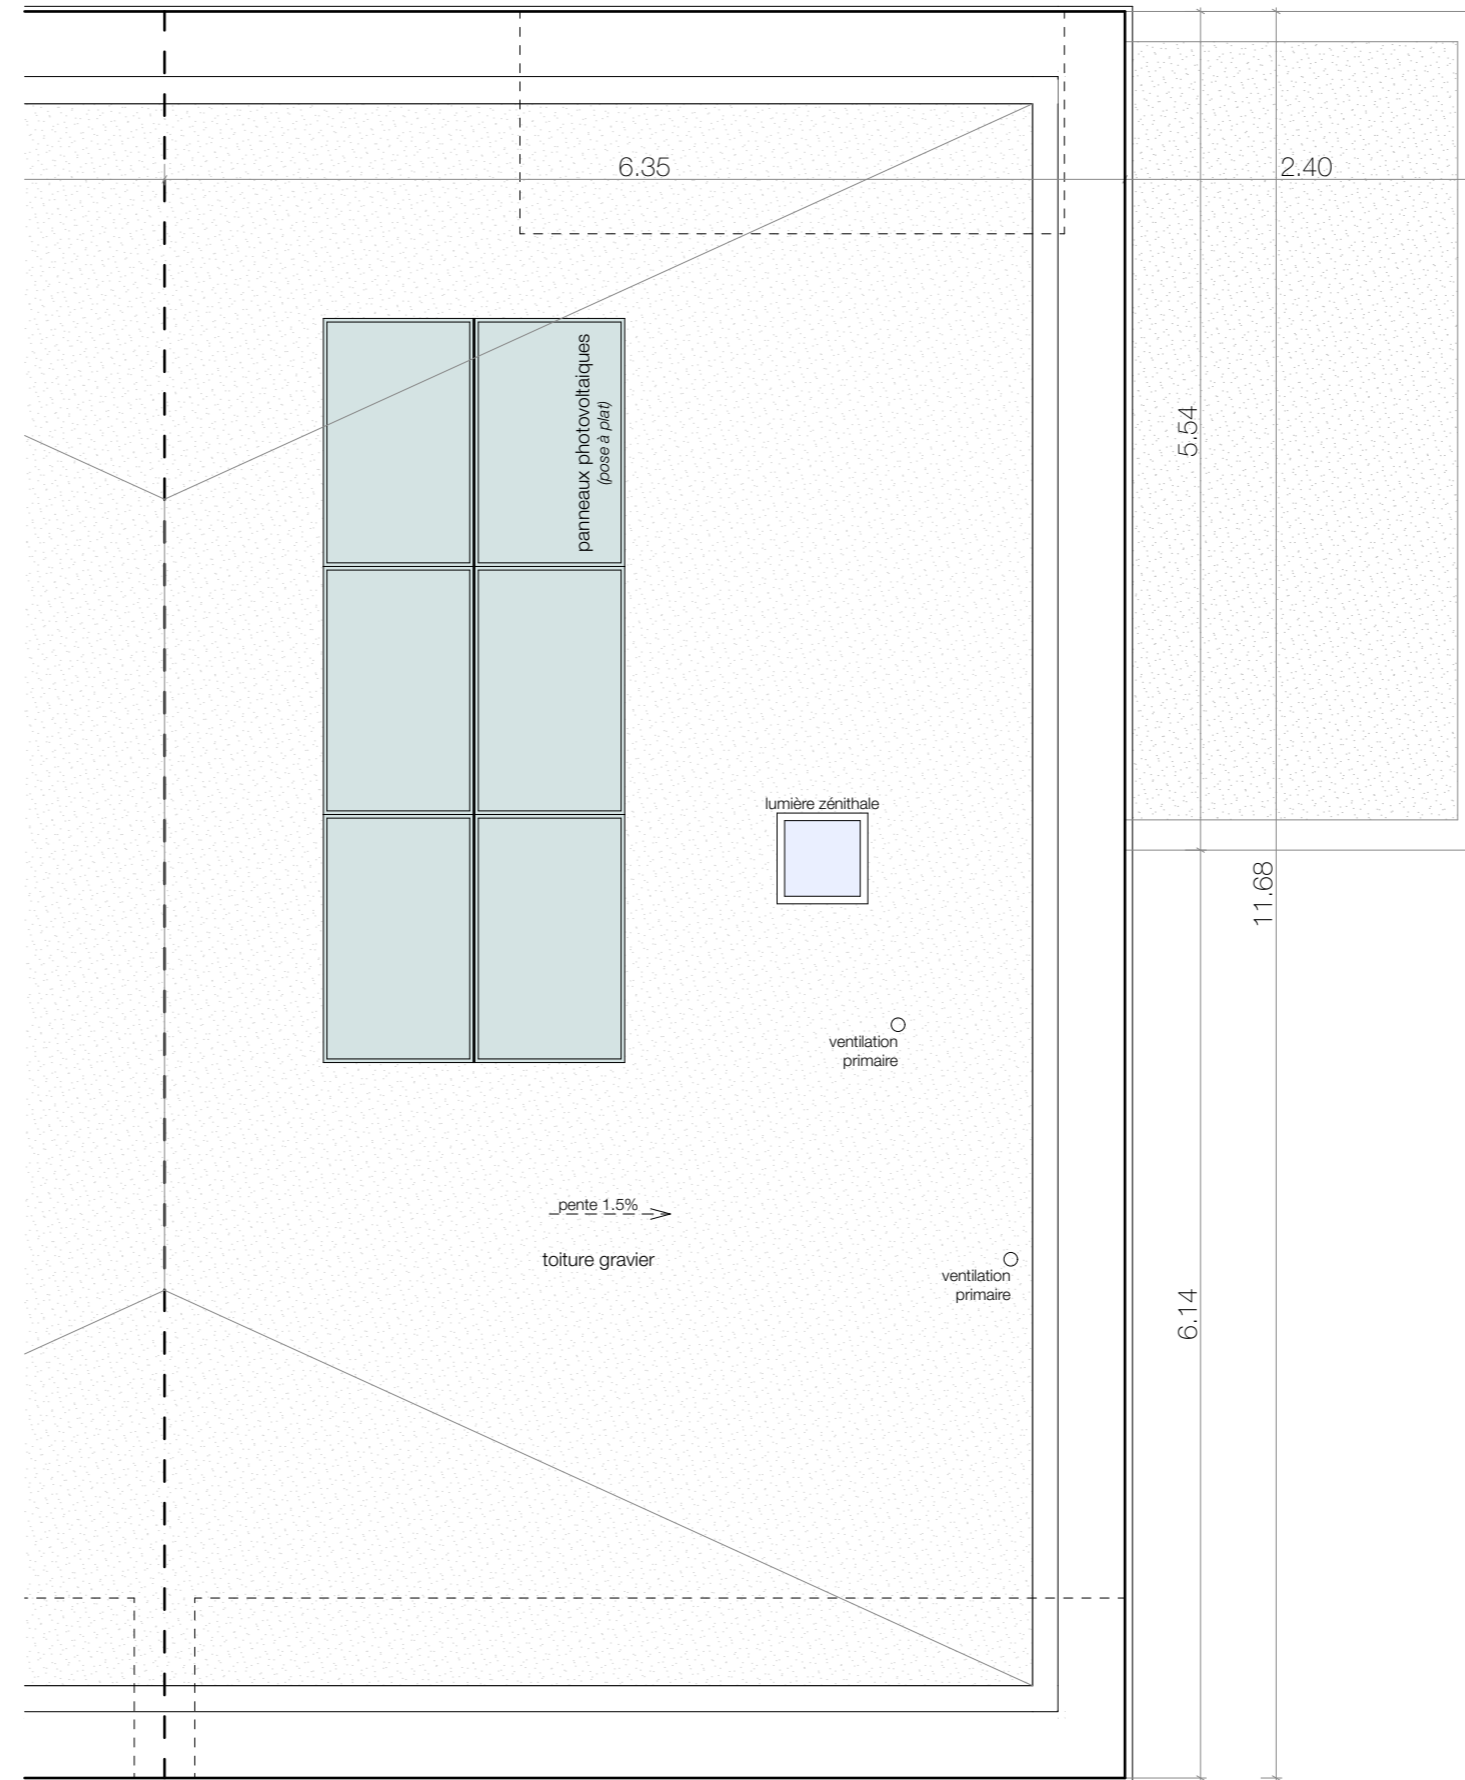 6.35
2.40
panneaux photovoltaiques
(pose à plat)
5.54
lumière zénithale
11.68
ventilation
primaire
pente 1.5%
toiture gravier
ventilation
primaire
6.14